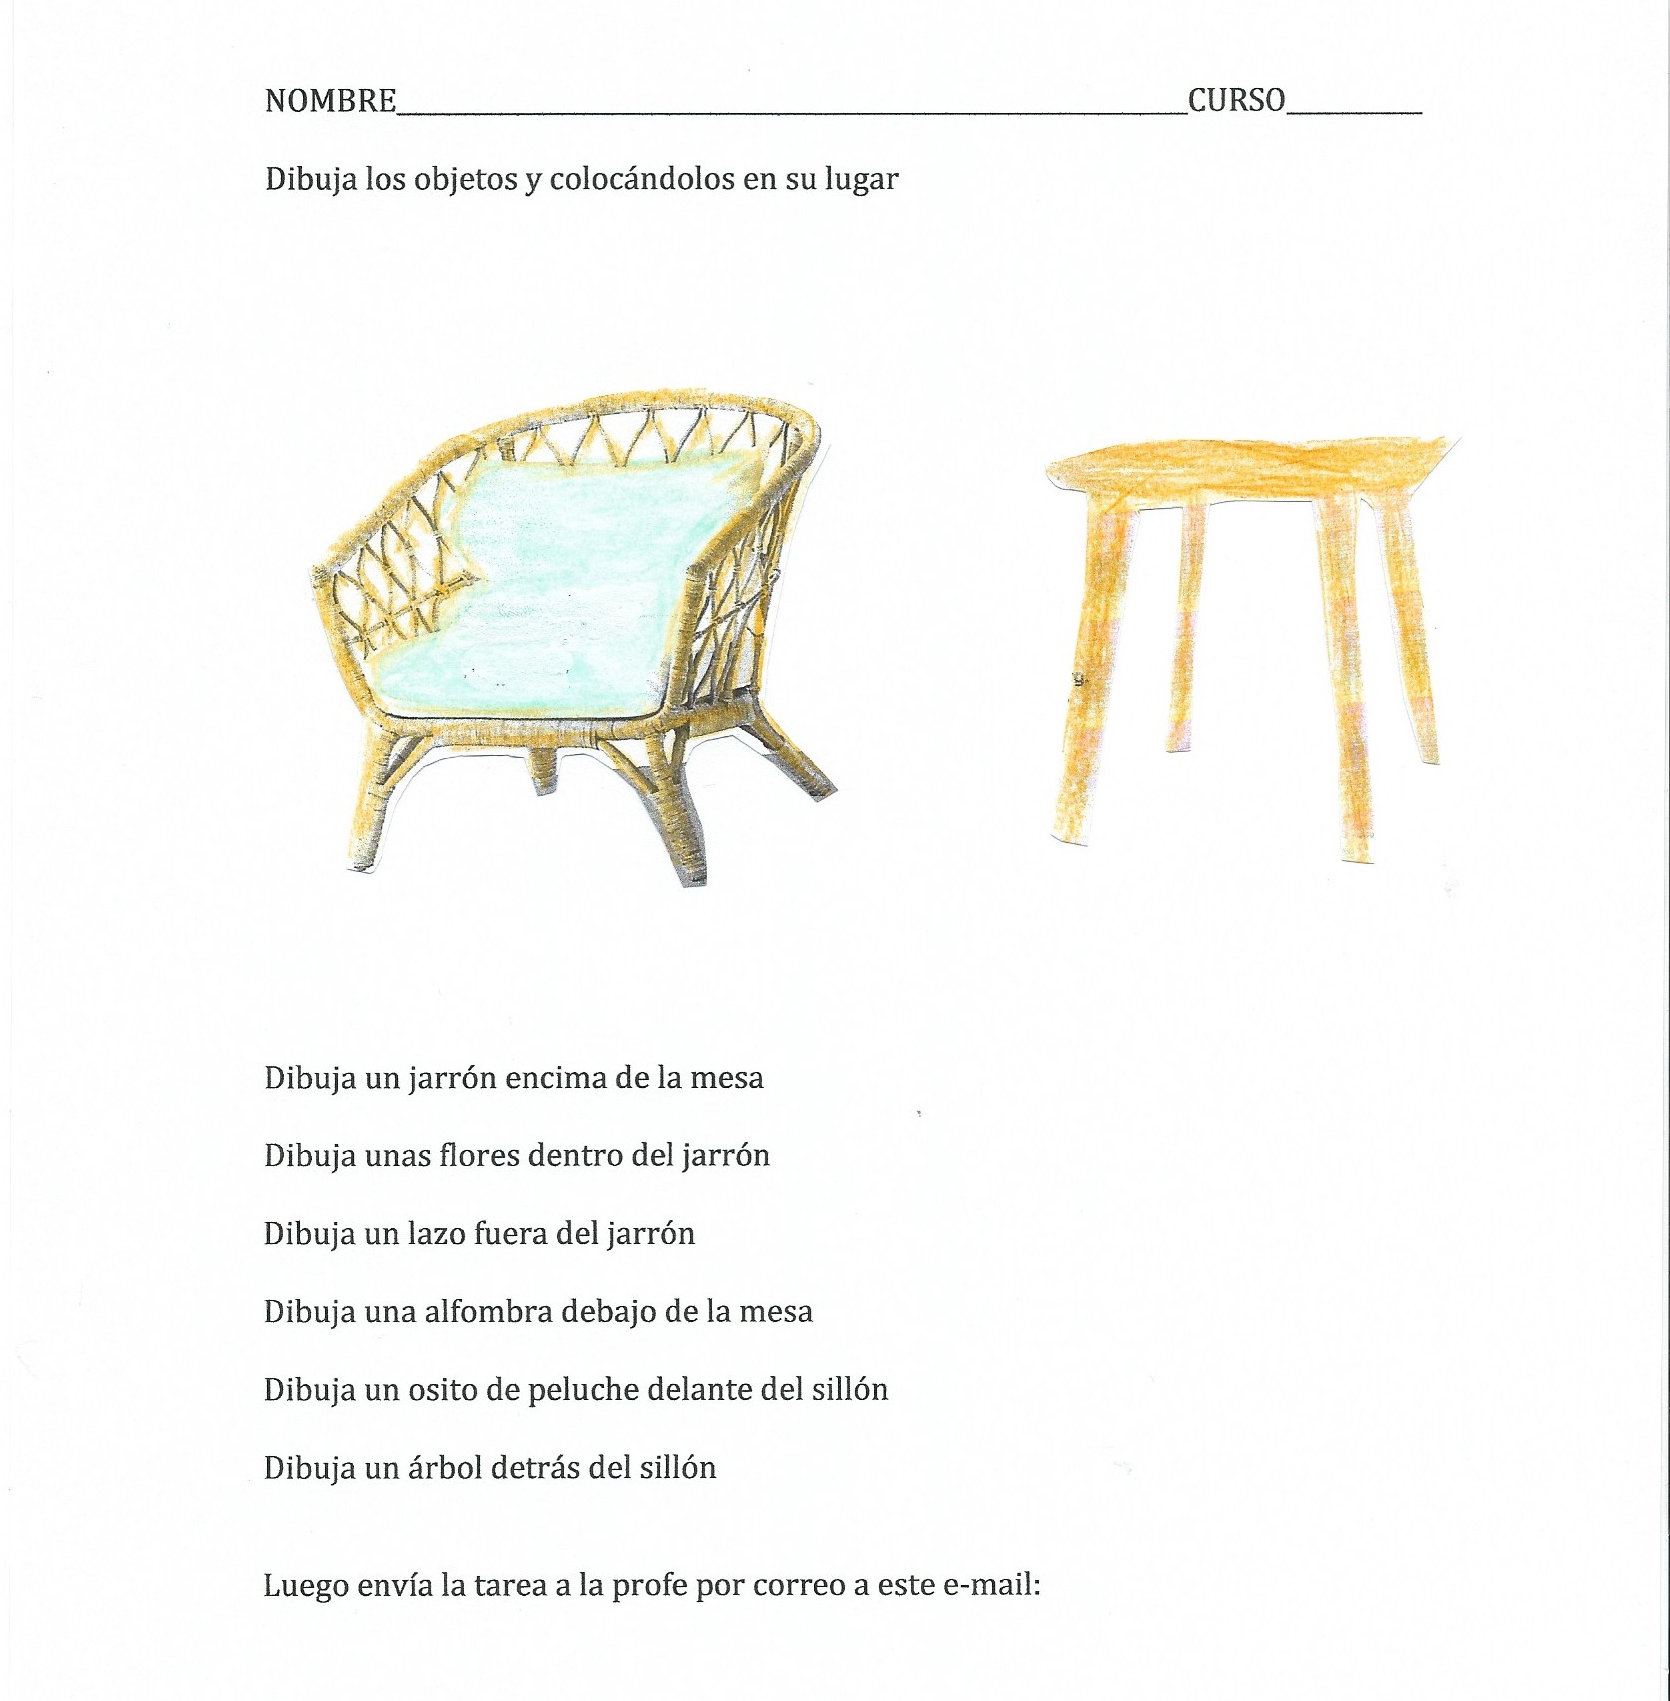 NOMBRE__________________________________________________CURSO_________
Dibuja los objetos y colocándolos en su lugar
Dibuja un jarrón encima de la mesa
Dibuja unas flores dentro del jarrón
Dibuja un lazo fuera del jarrón
Dibuja una alfombra debajo de la mesa
Dibuja un osito de peluche delante del sillón
Dibuja un árbol detrás del sillón
Luego envía la tarea a la profe por correo a este e-mail: